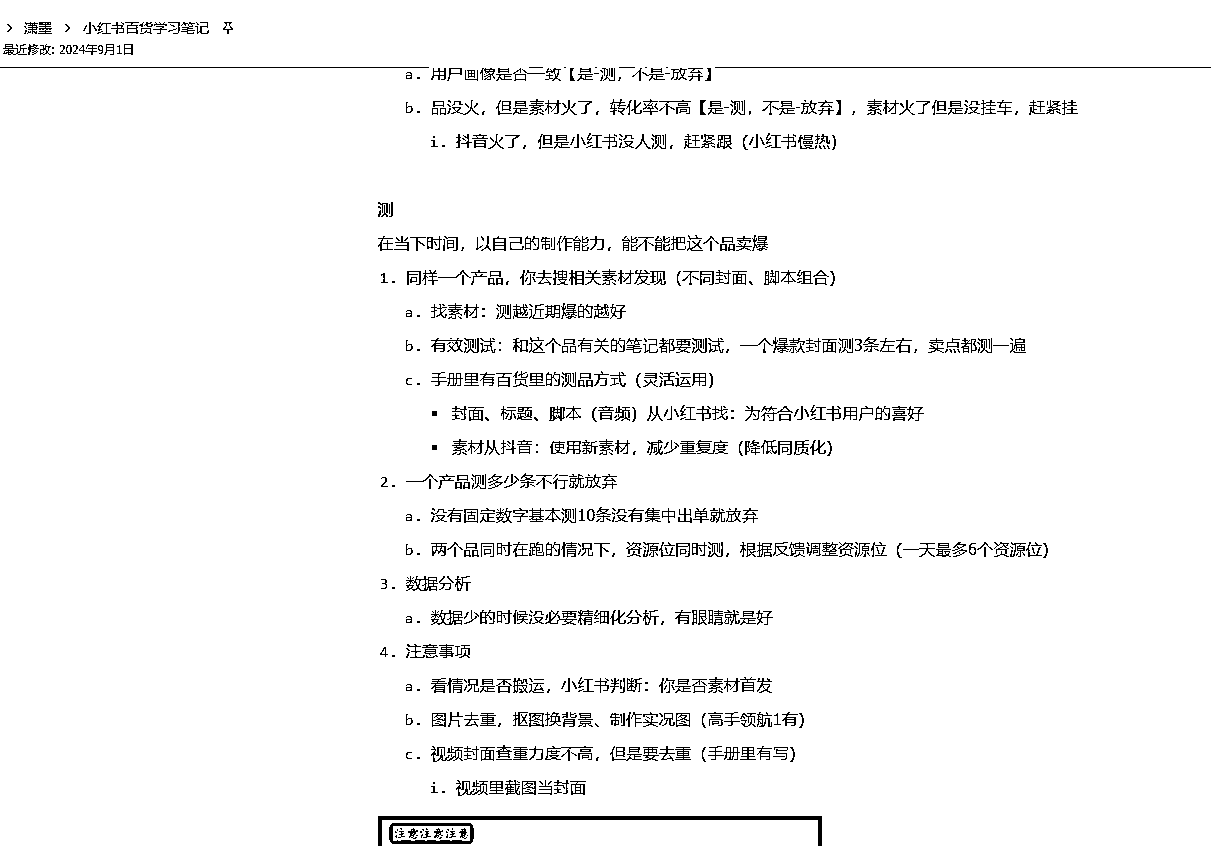 > 潇墨 > 小红书百货学习笔记
最近修改: 2024年9月1日
a. 用户画像是否一致【是-测，不是-放弃】
b. 品没火，但是素材火了，转化率不高【是-测，不是-放弃】，素材火了但是没挂车，赶紧挂
i. 抖音火了，但是小红书没人测，赶紧跟（小红书慢热）
测
在当下时间，以自己的制作能力，能不能把这个品卖爆
1. 同样一个产品，你去搜相关素材发现（不同封面、脚本组合）
a. 找素材：测越近期爆的越好
b. 有效测试：和这个品有关的笔记都要测试，一个爆款封面测3条左右，卖点都测一遍
c. 手册里有百货里的测品方式（灵活运用）
▪ 封面、标题、脚本（音频）从小红书找：为符合小红书用户的喜好
▪ 素材从抖音：使用新素材，减少重复度（降低同质化）
2. 一个产品测多少条不行就放弃
a. 没有固定数字基本测10条没有集中出单就放弃
b. 两个品同时在跑的情况下，资源位同时测，根据反馈调整资源位（一天最多6个资源位）
3. 数据分析
a. 数据少的时候没必要精细化分析，有眼睛就是好
4. 注意事项
a. 看情况是否搬运，小红书判断：你是否素材首发
b. 图片去重，抠图换背景、制作实况图（高手领航1有）
c. 视频封面查重力度不高，但是要去重（手册里有写）
i. 视频里截图当封面
注意注意注意